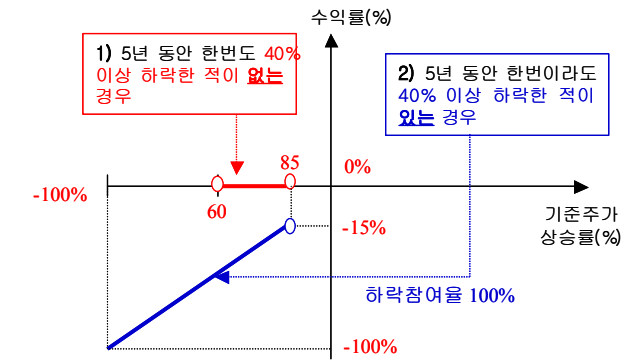 수익률(%)
1) 5년 동안 한번도 40%
이상 하락한 적이 없는
경우
2) 5년 동안 한번이라도
40% 이상 하락한 적이
있는 경우
85
0%
-100%
60
기준주가
상승률(%)
-15%
하락참여율 100%
-100%